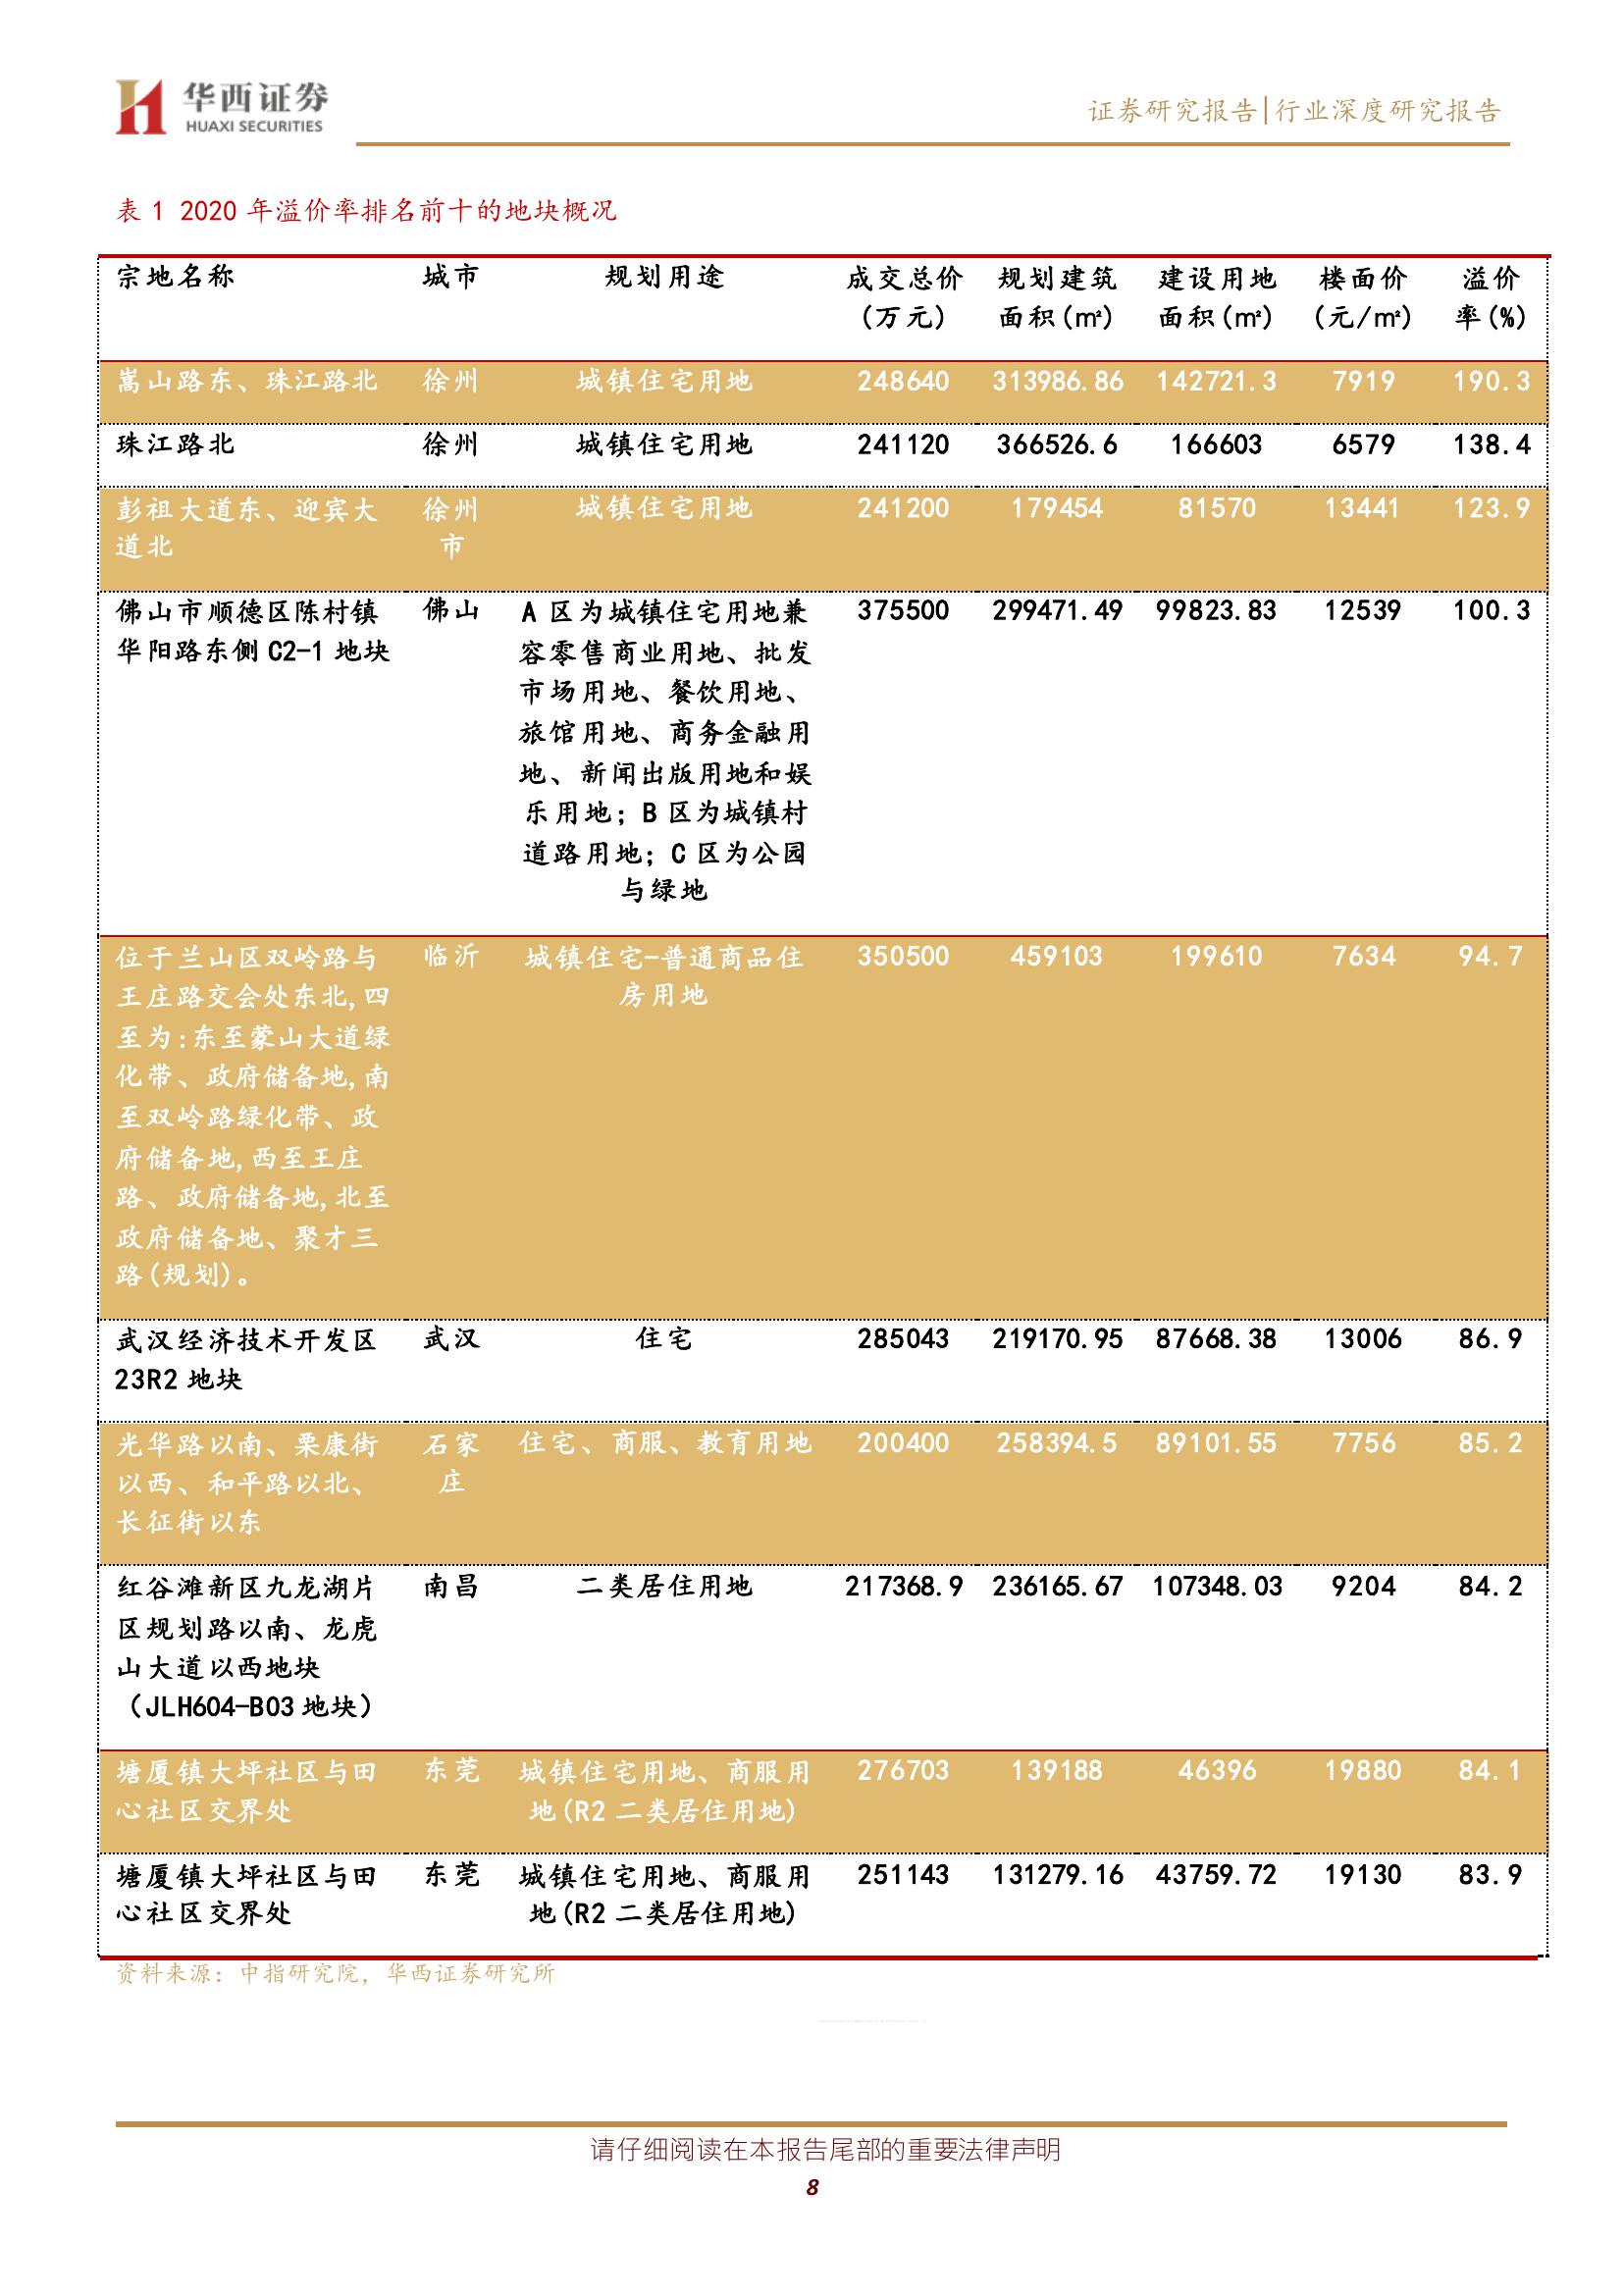 华西证券
HUAXI SECURITIES
证券研究报告|行业深度研究报告
表 1 2020 年溢价率排名前十的地块概况
宗地名称 城市 规划用途 成交总价 规划建筑 建设用地 楼面价 溢价
(万元) 面积(㎡) 面积(㎡) (元/㎡) 率(%)
嵩山路东、珠江路北 徐州 城镇住宅用地 248640 313986.86 142721.3 7919 190.3
珠江路北 徐州 城镇住宅用地 241120 366526.6 166603 6579 138.4
彭祖大道东、迎宾大 徐州 城镇住宅用地 241200 179454 81570 13441 123.9
道北 市
佛山市顺德区陈村镇 佛山 A 区为城镇住宅用地兼 375500 299471.49 99823.83 12539 100.3
华阳路东侧 C2-1 地块 容零售商业用地、批发
市场用地、餐饮用地、
旅馆用地、商务金融用
地、新闻出版用地和娱
乐用地；B 区为城镇村
道路用地；C 区为公园
与绿地
位于兰山区双岭路与 临沂 城镇住宅-普通商品住 350500 459103 199610 7634 94.7
王庄路交会处东北,四 房用地
至为:东至蒙山大道绿
化带、政府储备地,南
至双岭路绿化带、政
府储备地,西至王庄
路、政府储备地,北至
政府储备地、聚才三
路(规划)。
武汉经济技术开发区 武汉 住宅 285043 219170.95 87668.38 13006 86.9
23R2 地块
光华路以南、栗康街 石家 住宅、商服、教育用地 200400 258394.5 89101.55 7756 85.2
以西、和平路以北、 庄
长征街以东
红谷滩新区九龙湖片 南昌 二类居住用地 217368.9 236165.67 107348.03 9204 84.2
区规划路以南、龙虎
山大道以西地块
（JLH604-B03 地块）
塘厦镇大坪社区与田 东莞 城镇住宅用地、商服用 276703 139188 46396 19880 84.1
心社区交界处 地(R2 二类居住用地)
塘厦镇大坪社区与田 东莞 城镇住宅用地、商服用 251143 131279.16 43759.72 19130 83.9
心社区交界处 地(R2 二类居住用地)
资料来源：中指研究院，华西证券研究所
请仔细阅读在本报告尾部的重要法律声明
8